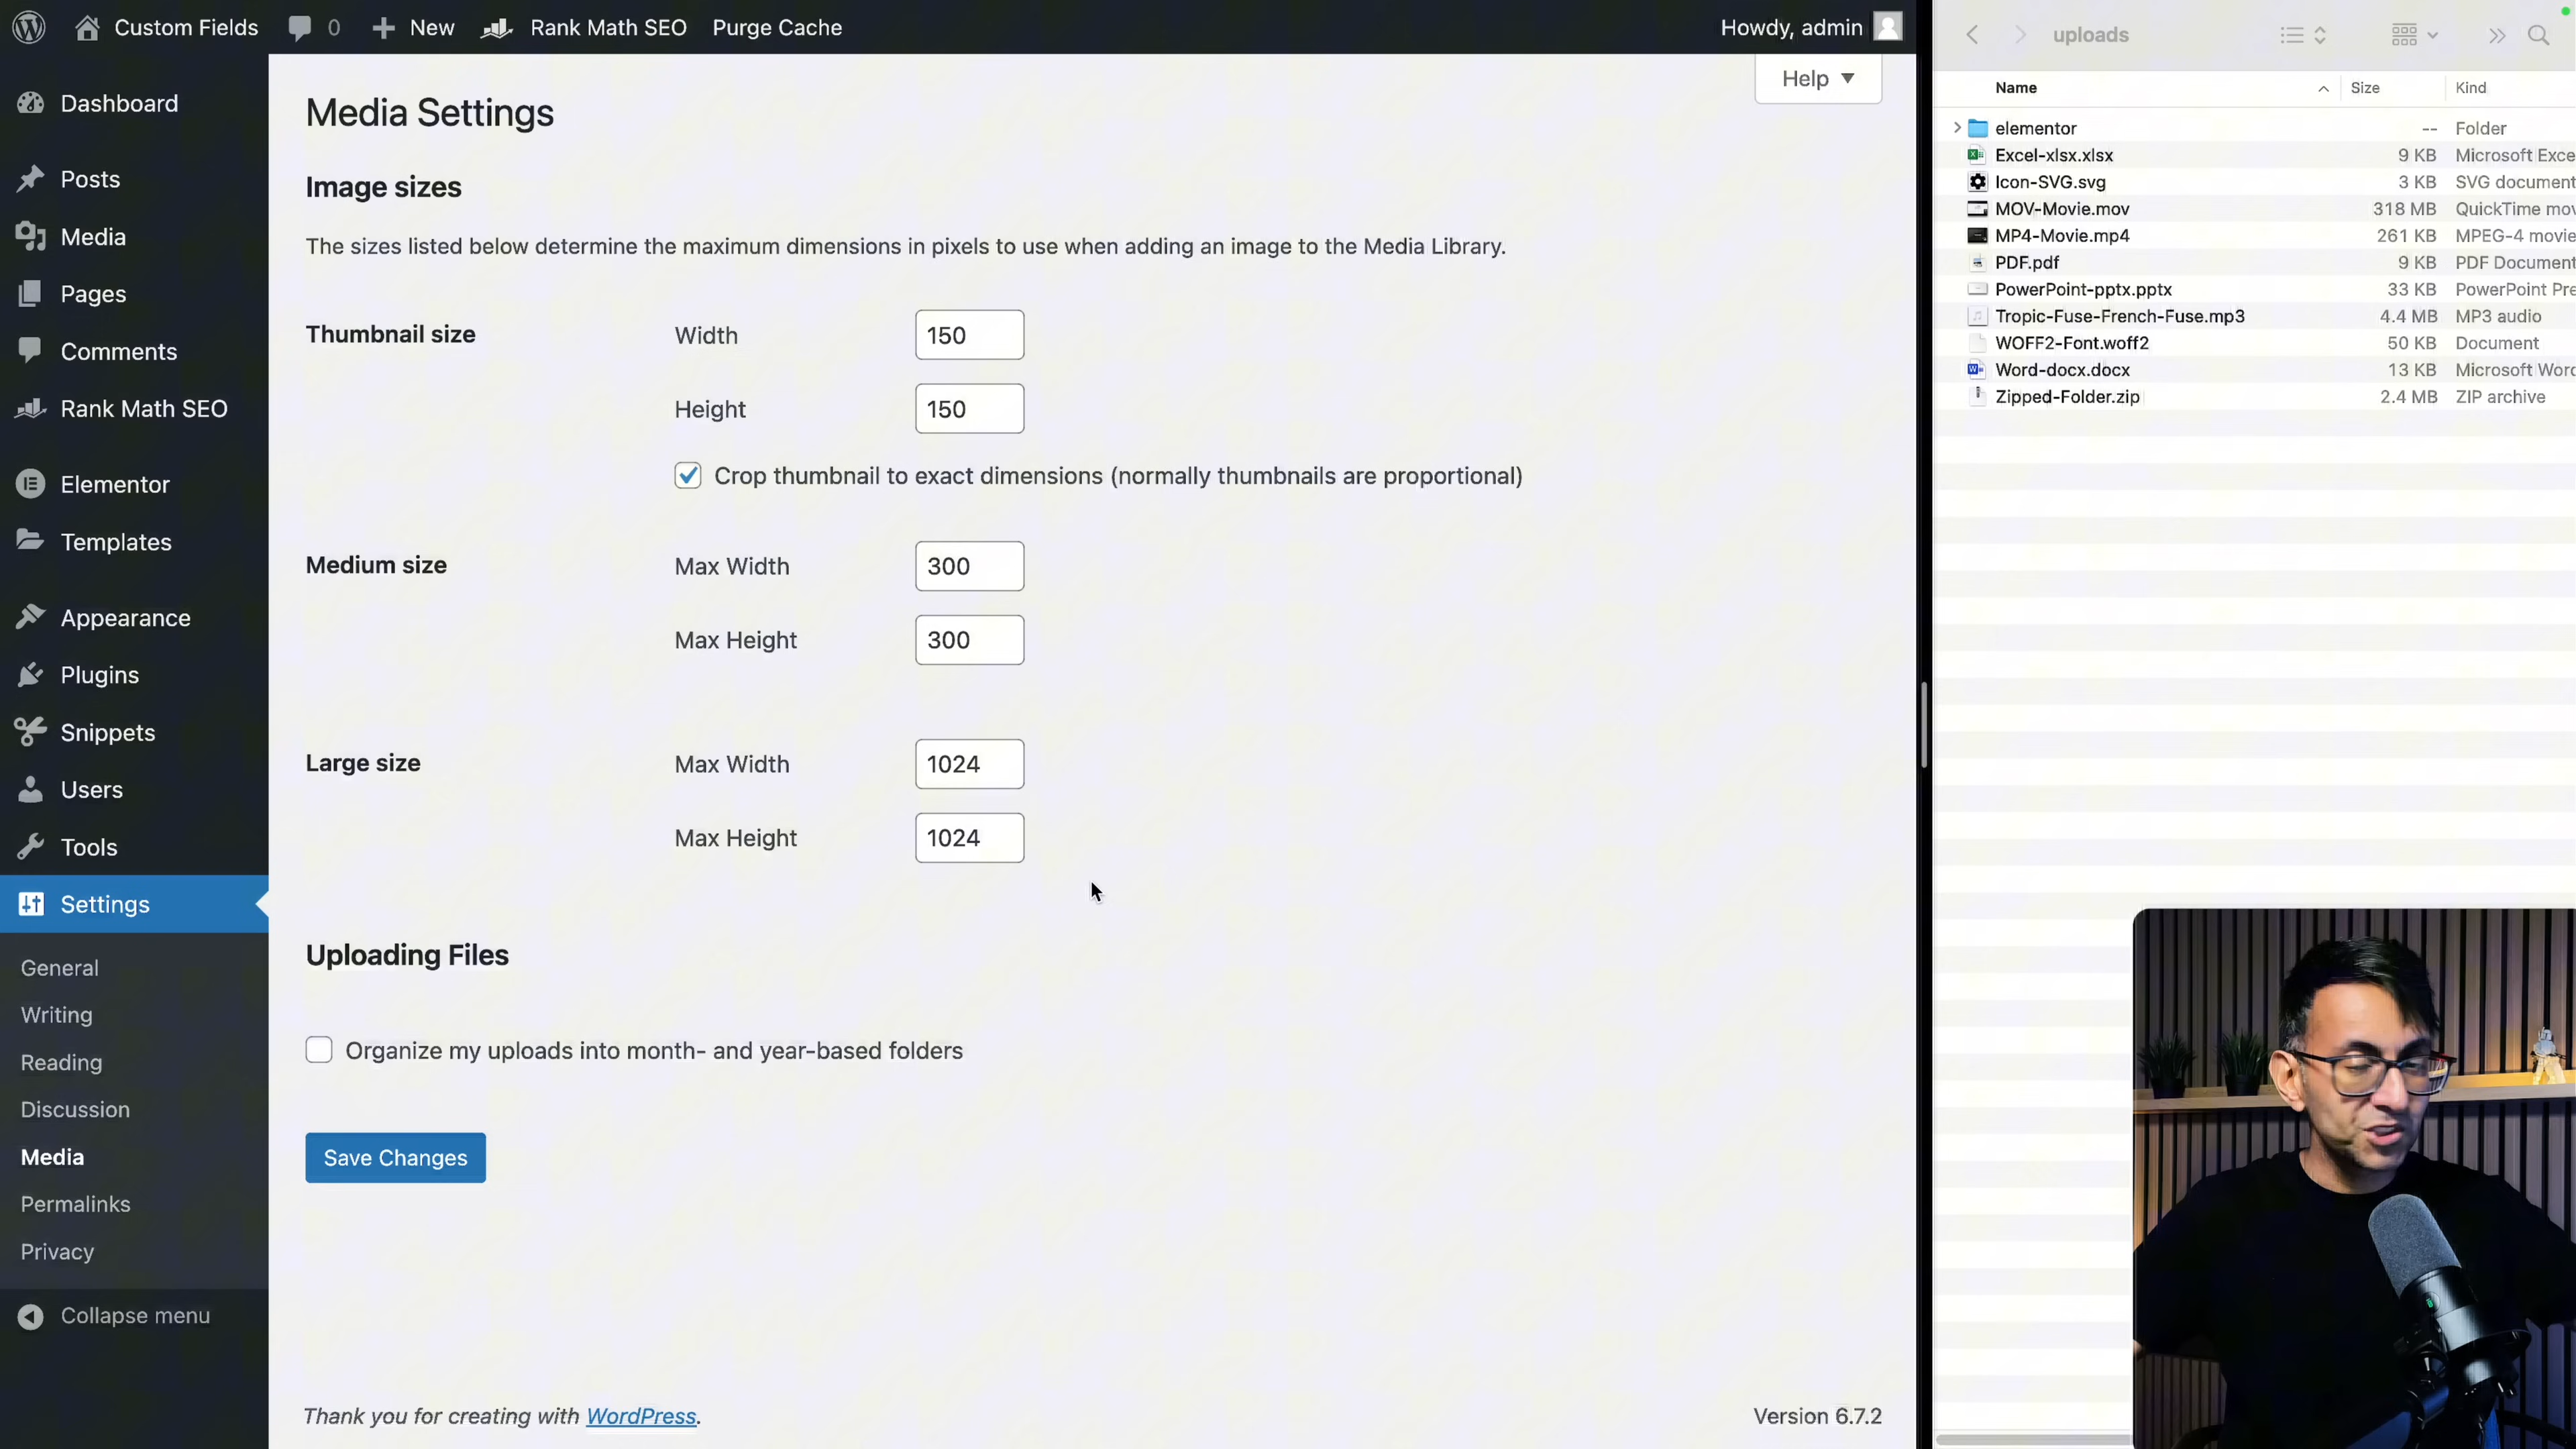 Custom Fields 0 New Rank Math SEO Purge Cache Howdy, admin
Dashboard
Posts
Media
Pages
Comments
Rank Math SEO
Elementor
Templates
Appearance
Plugins
Snippets
Users
Tools
Settings
General
Writing
Reading
Discussion
Media
Permalinks
Privacy
Collapse menu
Help
Media Settings
Image sizes
The sizes listed below determine the maximum dimensions in pixels to use when adding an image to the Media Library.
Thumbnail size Width 150
Height 150
Crop thumbnail to exact dimensions (normally thumbnails are proportional)
Medium size Max Width 300
Max Height 300
Large size Max Width 1024
Max Height 1024
Uploading Files
Organize my uploads into month- and year-based folders
Save Changes
Thank you for creating with WordPress. Version 6.7.2
uploads
Name Size Kind
elementor -- Folder
Excel-xlsx.xlsx 9 KB Microsoft Exce
Icon-SVG.svg 3 KB SVG document
MOV-Movie.mov 318 MB QuickTime mov
MP4-Movie.mp4 261 KB MPEG-4 movie
PDF.pdf 9 KB PDF Document
PowerPoint-pptx.pptx 33 KB PowerPoint Pre
Tropic-Fuse-French-Fuse.mp3 4.4 MB MP3 audio
WOFF2-Font.woff2 50 KB Document
Word-docx.docx 13 KB Microsoft Word
Zipped-Folder.zip 2.4 MB ZIP archive